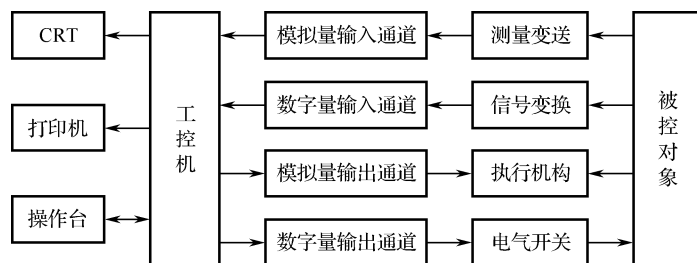 CRT
打印机
操作台
工控机
模拟量输入通道
测量变送
数字量输入通道
信号变换
模拟量输出通道
执行机构
数字量输出通道
电气开关
被控对象